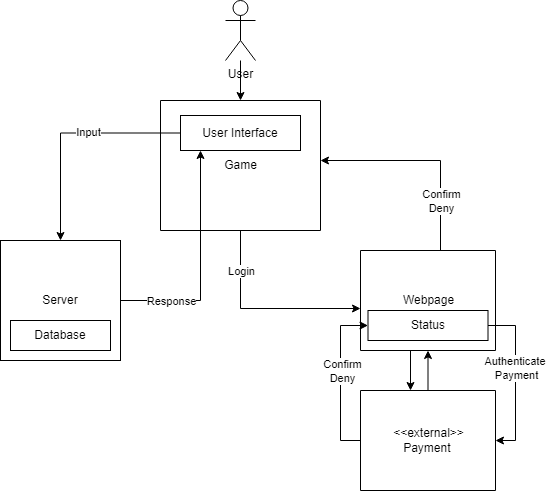 User
User Interface
Game
Input
Confirm
Deny
Login
Server
Response
Database
Webpage
Status
Confirm
Deny
Authenticate
Payment
<<external>>
Payment